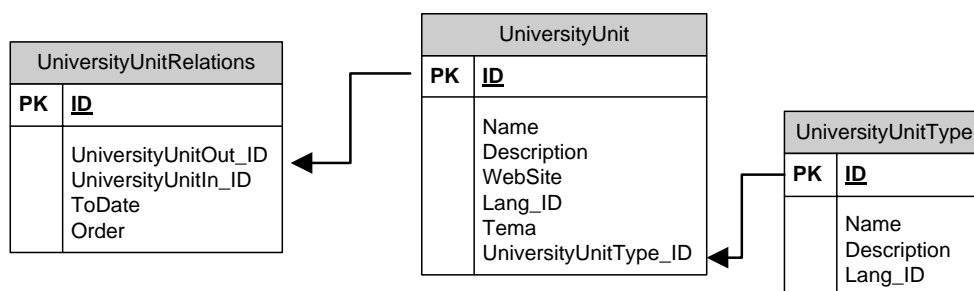 UniversityUnitRelations
PK ID
UniversityUnitOut_ID
UniversityUnitIn_ID
ToDate
Order
UniversityUnit
PK ID
Name
Description
WebSite
Lang_ID
Tema
UniversityUnitType_ID
UniversityUnitType
PK ID
Name
Description
Lang_ID